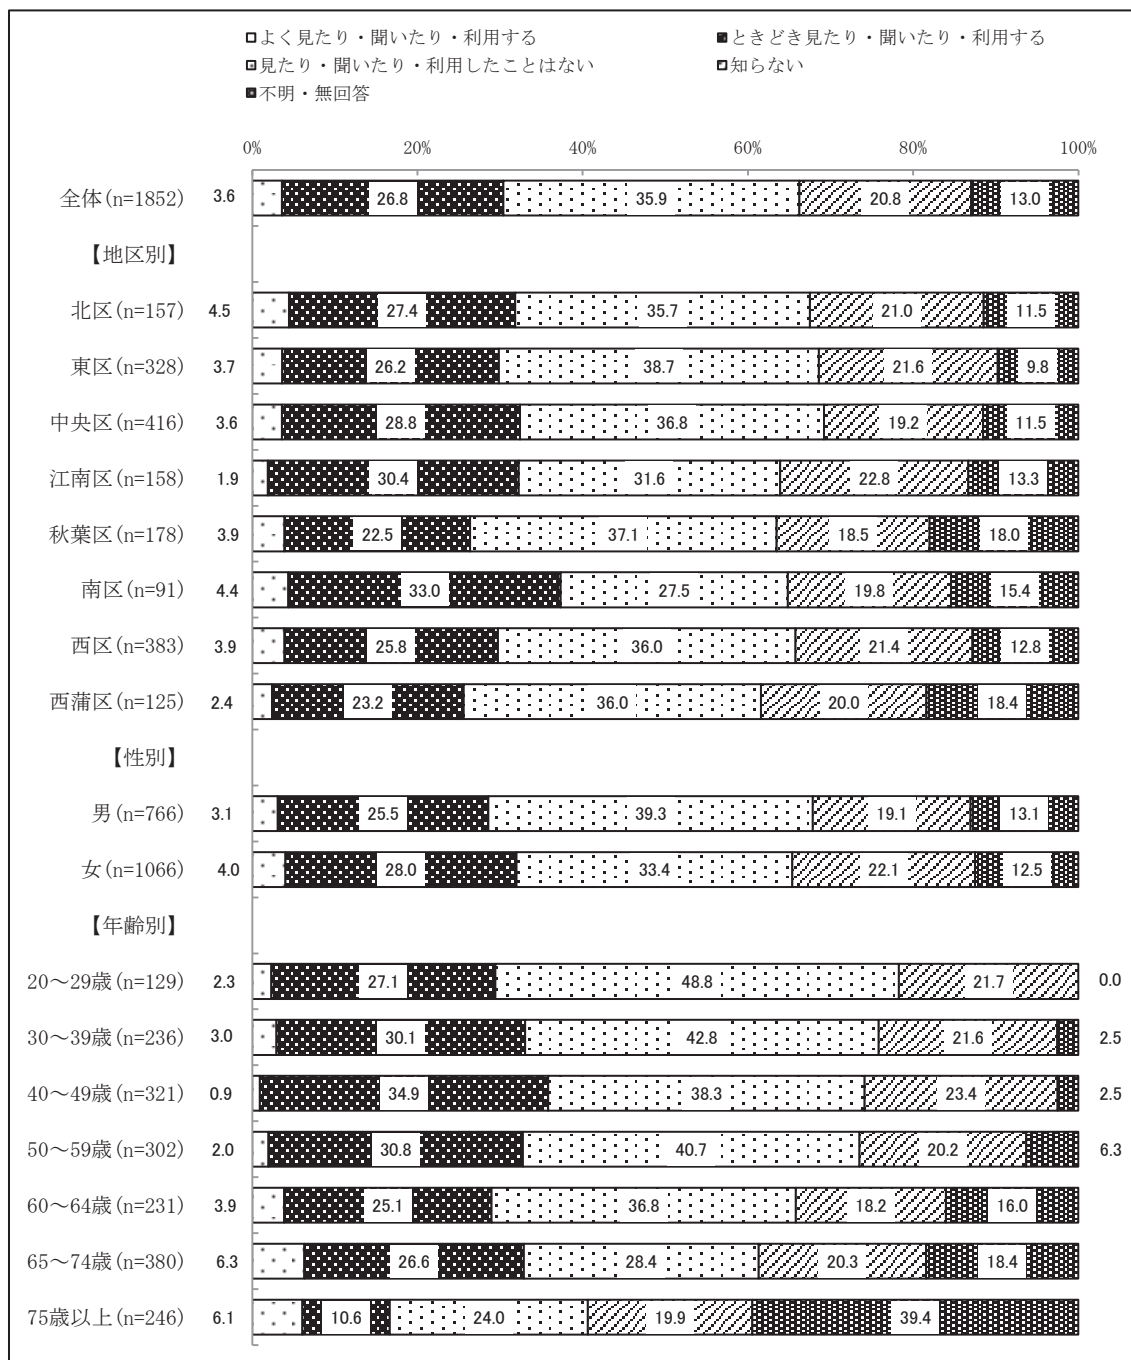 よく見たり・聞いたり・利用する ときどき見たり・聞いたり・利用する
見たり・聞いたり・利用したことはない 知らない
不明・無回答
0% 20% 40% 60% 80% 100%
全体(n=1852) 3.6 26.8 35.9 20.8 13.0
【地区別】
北区(n=157) 4.5 27.4 35.7 21.0 11.5
東区(n=328) 3.7 26.2 38.7 21.6 9.8
中央区(n=416) 3.6 28.8 36.8 19.2 11.5
江南区(n=158) 1.9 30.4 31.6 22.8 13.3
秋葉区(n=178) 3.9 22.5 37.1 18.5 18.0
南区(n=91) 4.4 33.0 27.5 19.8 15.4
西区(n=383) 3.9 25.8 36.0 21.4 12.8
西蒲区(n=125) 2.4 23.2 36.0 20.0 18.4
【性別】
男(n=766) 3.1 25.5 39.3 19.1 13.1
女(n=1066) 4.0 28.0 33.4 22.1 12.5
【年齢別】
20～29歳(n=129) 2.3 27.1 48.8 21.7 0.0
30～39歳(n=236) 3.0 30.1 42.8 21.6 2.5
40～49歳(n=321) 0.9 34.9 38.3 23.4 2.5
50～59歳(n=302) 2.0 30.8 40.7 20.2 6.3
60～64歳(n=231) 3.9 25.1 36.8 18.2 16.0
65～74歳(n=380) 6.3 26.6 28.4 20.3 18.4
75歳以上(n=246) 6.1 10.6 24.0 19.9 39.4